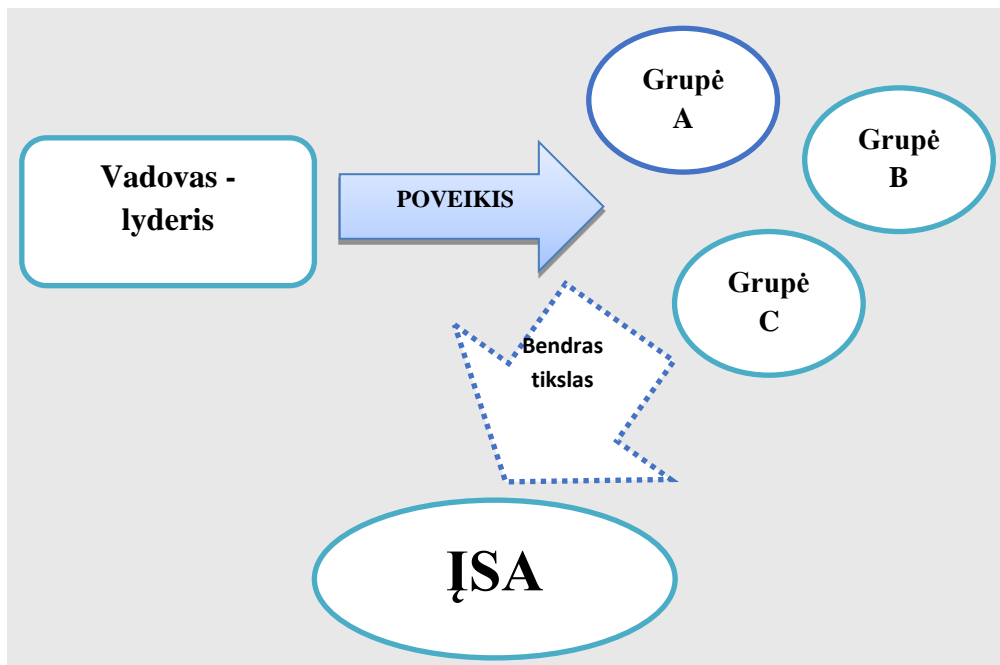 Vadovas -
lyderis
POVEIKIS
Grupė
A
Grupė
B
Grupė
C
Bendras
tikslas
ĮSA